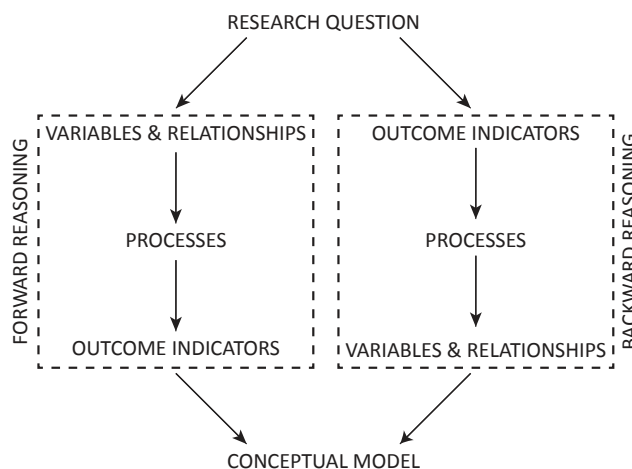 RESEARCH QUESTION
FORWARD REASONING
VARIABLES & RELATIONSHIPS
PROCESSES
OUTCOME INDICATORS
OUTCOME INDICATORS
PROCESSES
VARIABLES & RELATIONSHIPS
BACKWARD REASONING
CONCEPTUAL MODEL